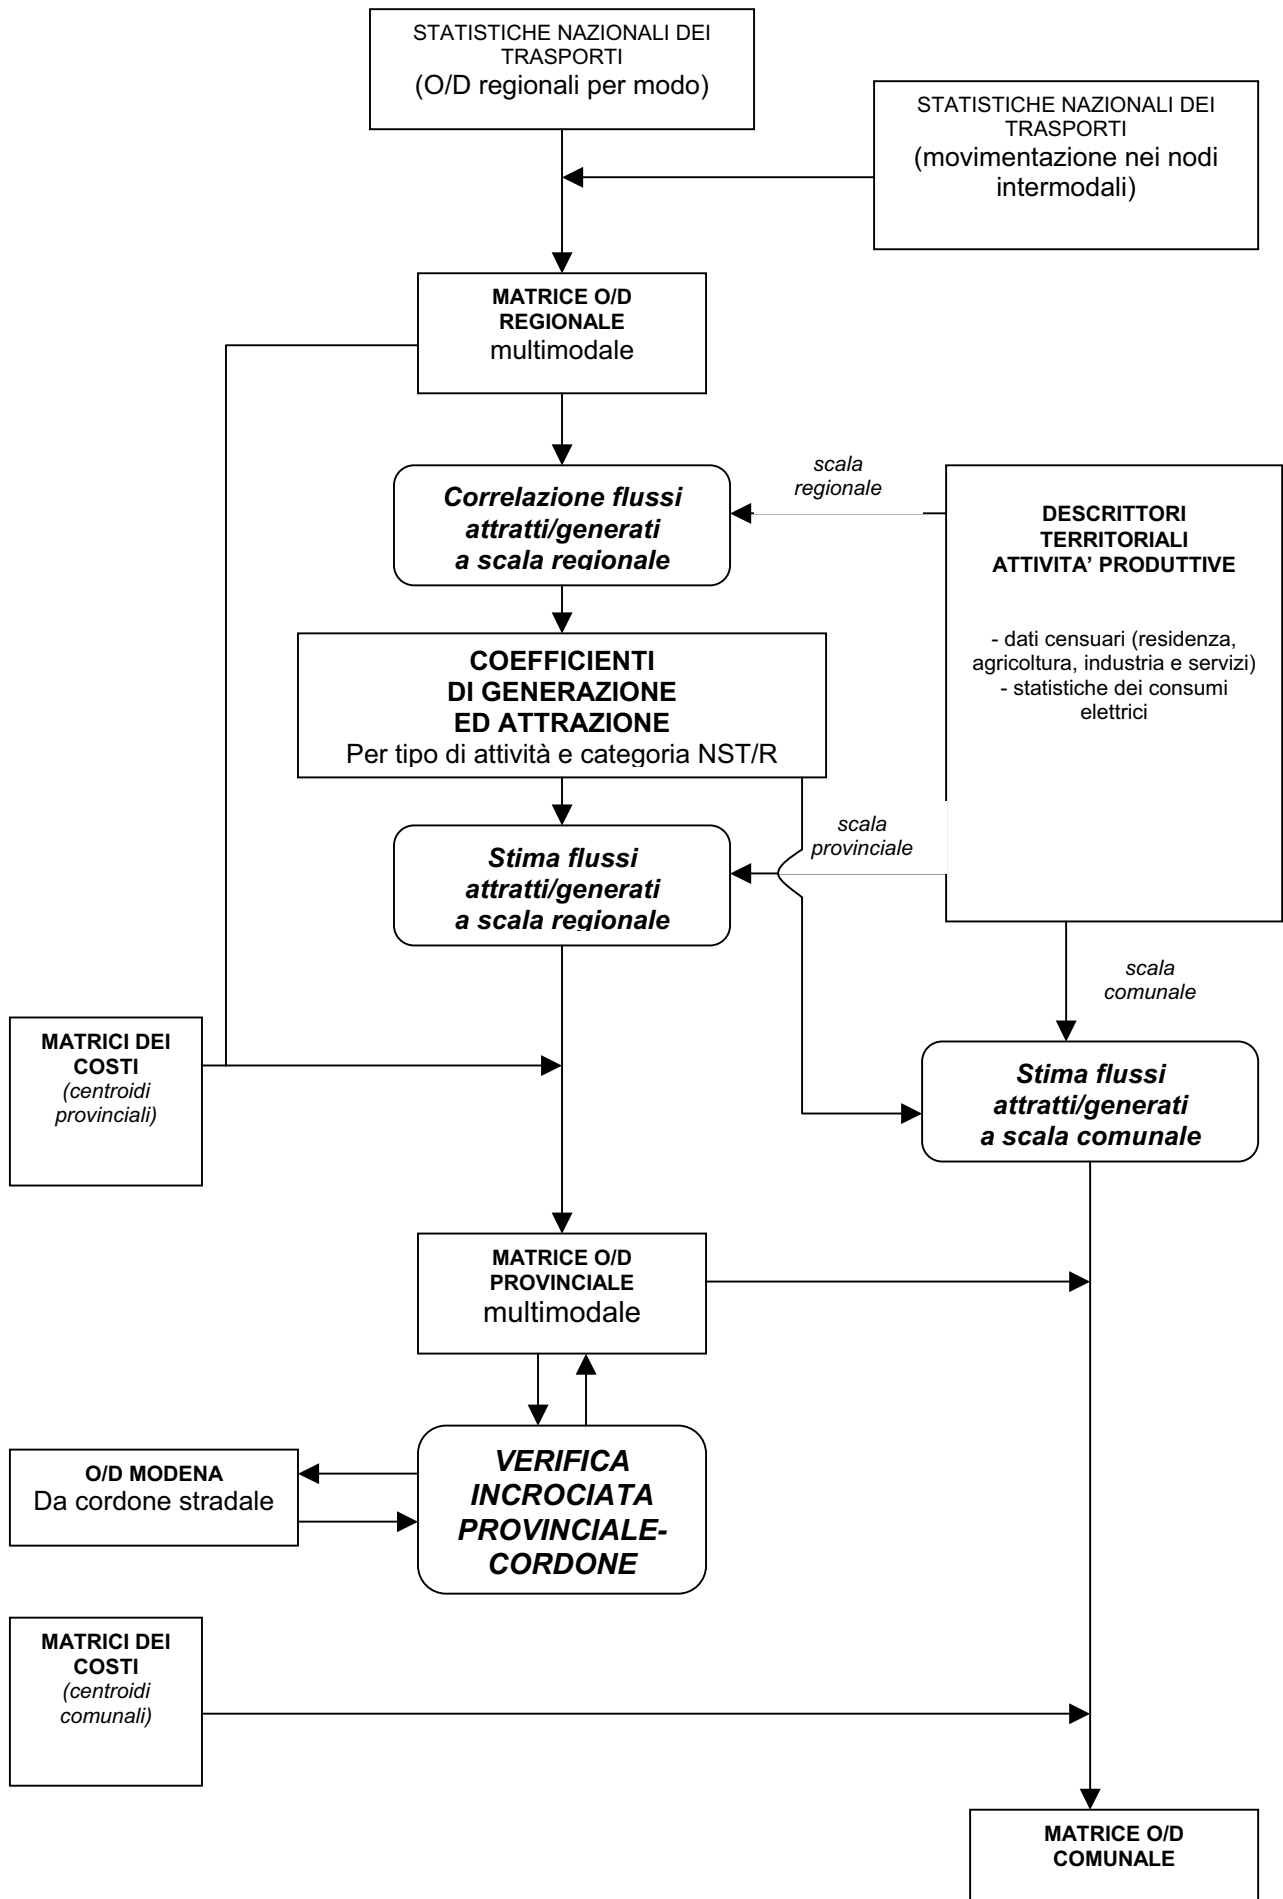 STATISTICHE NAZIONALI DEI
TRASPORTI
(O/D regionali per modo)
STATISTICHE NAZIONALI DEI
TRASPORTI
(movimentazione nei nodi
intermodali)
MATRICE O/D
REGIONALE
multimodale
Correlazione flussi
attratti/generati
a scala regionale
scala
regionale
DESCRITTORI
TERRITORIALI
ATTIVITA’ PRODUTTIVE
- dati censuari (residenza,
agricoltura, industria e servizi)
- statistiche dei consumi
elettrici
COEFFICIENTI
DI GENERAZIONE
ED ATTRAZIONE
Per tipo di attività e categoria NST/R
scala
provinciale
Stima flussi
attratti/generati
a scala regionale
scala
comunale
MATRICI DEI
COSTI
(centroidi
provinciali)
Stima flussi
attratti/generati
a scala comunale
MATRICE O/D
PROVINCIALE
multimodale
VERIFICA
INCROCIATA
PROVINCIALE-
CORDONE
O/D MODENA
Da cordone stradale
MATRICI DEI
COSTI
(centroidi
comunali)
MATRICE O/D
COMUNALE